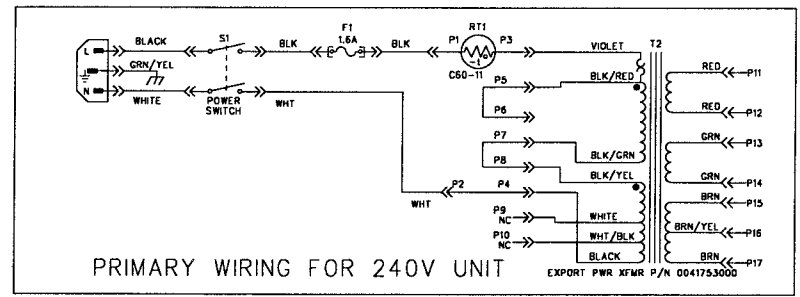 L
BLACK
S1
BLK
F1
1.6A
BLK
P1
RT1
P3
-t
C60-11
VIOLET
T2
GRN/YEL
N
WHITE
POWER
SWITCH
WHT
P5
BLK/RED
P6
P7
BLK/GRN
P8
BLK/YEL
WHT
P2
P4
P9
NC
WHITE
P10
NC
WHT/BLK
BLACK
RED
P11
RED
P12
GRN
P13
GRN
P14
BRN
P15
BRN/YEL
P16
BRN
P17
PRIMARY WIRING FOR 240V UNIT
EXPORT PWR XFMR P/N 0041753000